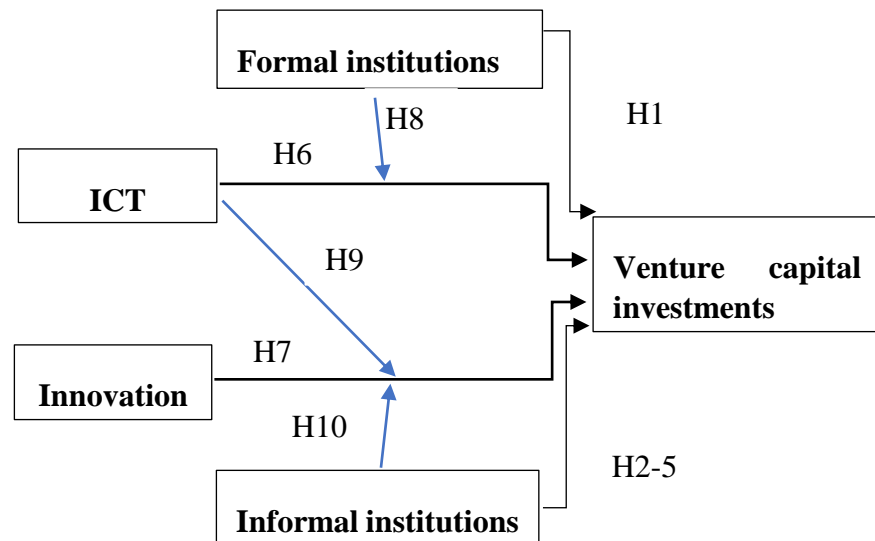 Formal institutions
H8
H1
H6
ICT
H9
Venture capital
investments
H7
Innovation
H10
H2-5
Informal institutions